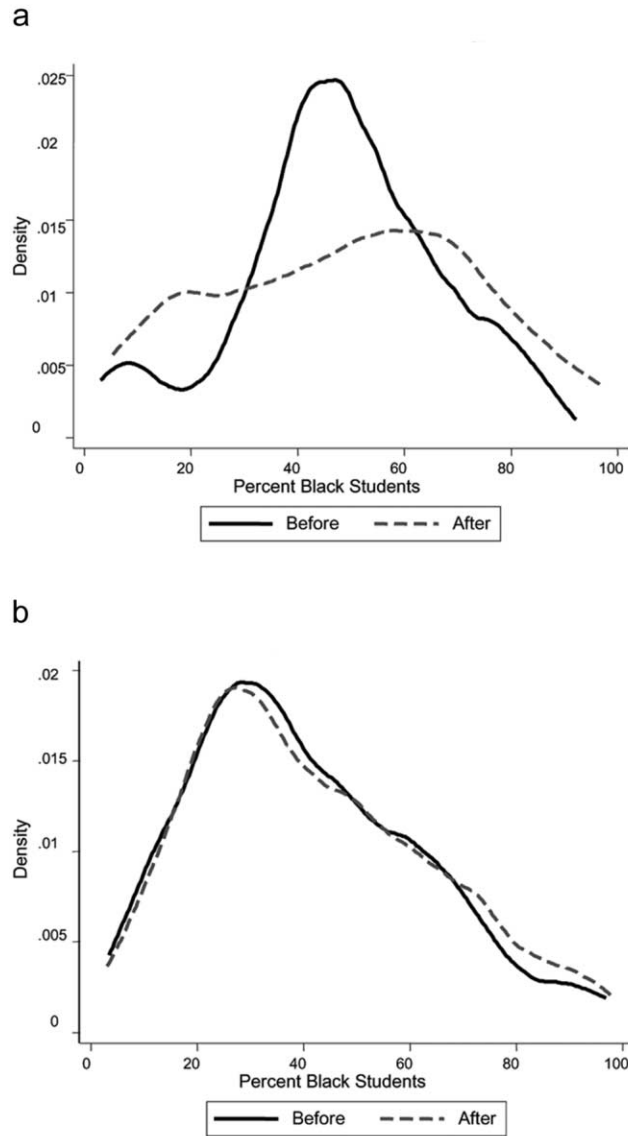 a
.025
.02
.015
.01
.005
0
Density
0 20 40 60 80 100
Percent Black Students
Before After
b
.02
.015
.01
.005
0
Density
0 20 40 60 80 100
Percent Black Students
Before After